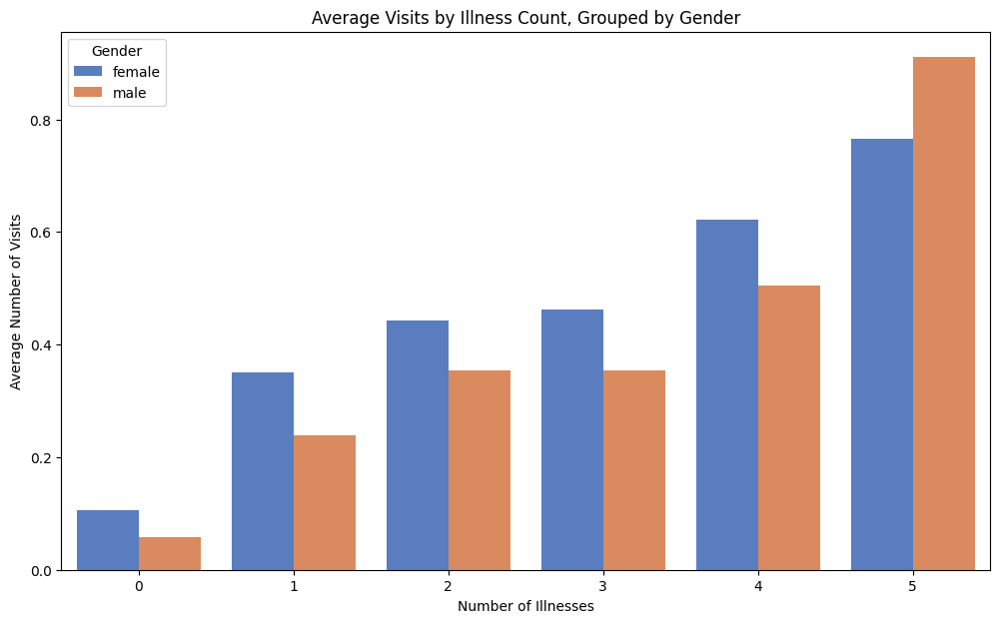 Average Visits by Illness Count, Grouped by Gender
Gender
female
male
Average Number of Visits
0.8
0.6
0.4
0.2
0.0
0 1 2 3 4 5
Number of Illnesses